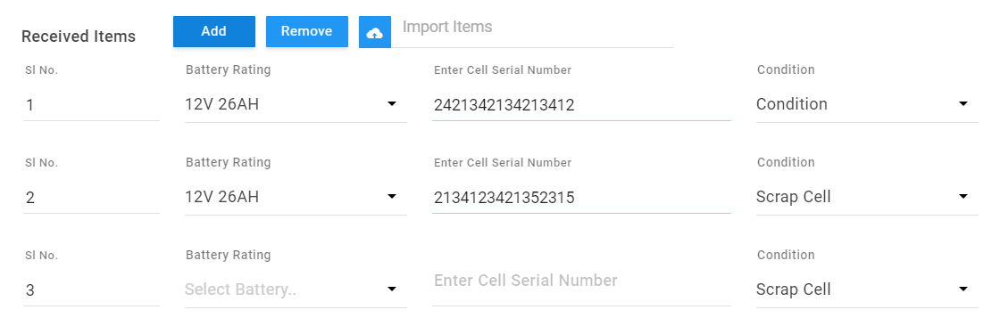 Received Items Add Remove Import Items
Sl No. Battery Rating Enter Cell Serial Number Condition
1 12V 26AH 2421342134213412 Condition
Sl No. Battery Rating Enter Cell Serial Number Condition
2 12V 26AH 2134123421352315 Scrap Cell
Sl No. Battery Rating Condition
3 Select Battery.. Enter Cell Serial Number Scrap Cell